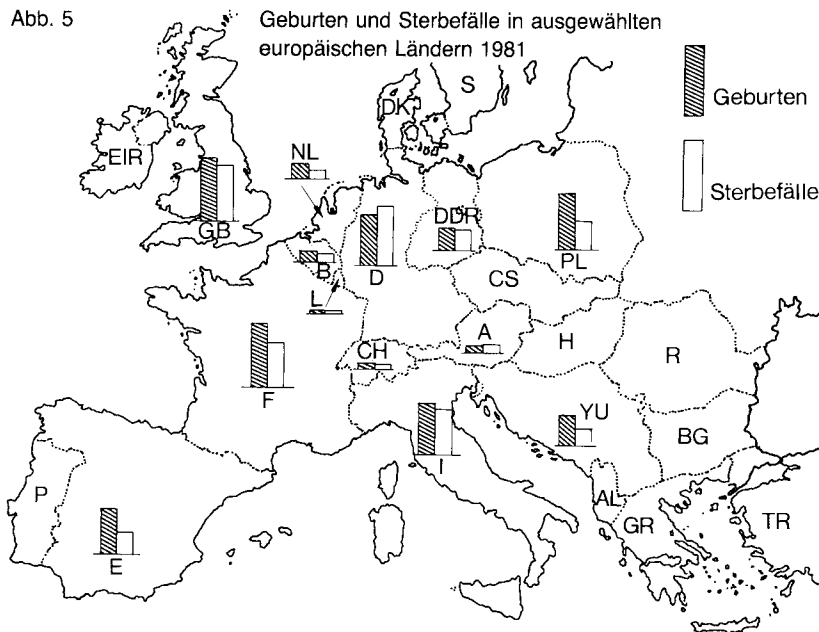 Abb. 5
Geburten und Sterbefälle in ausgewählten
europäischen Ländern 1981
Geburten
Sterbefälle
S
DK
EIR
NL
GB
DDR
PL
B
D
L
CS
A
H
CH
R
F
YU
BG
I
P
AL
GR
TR
E